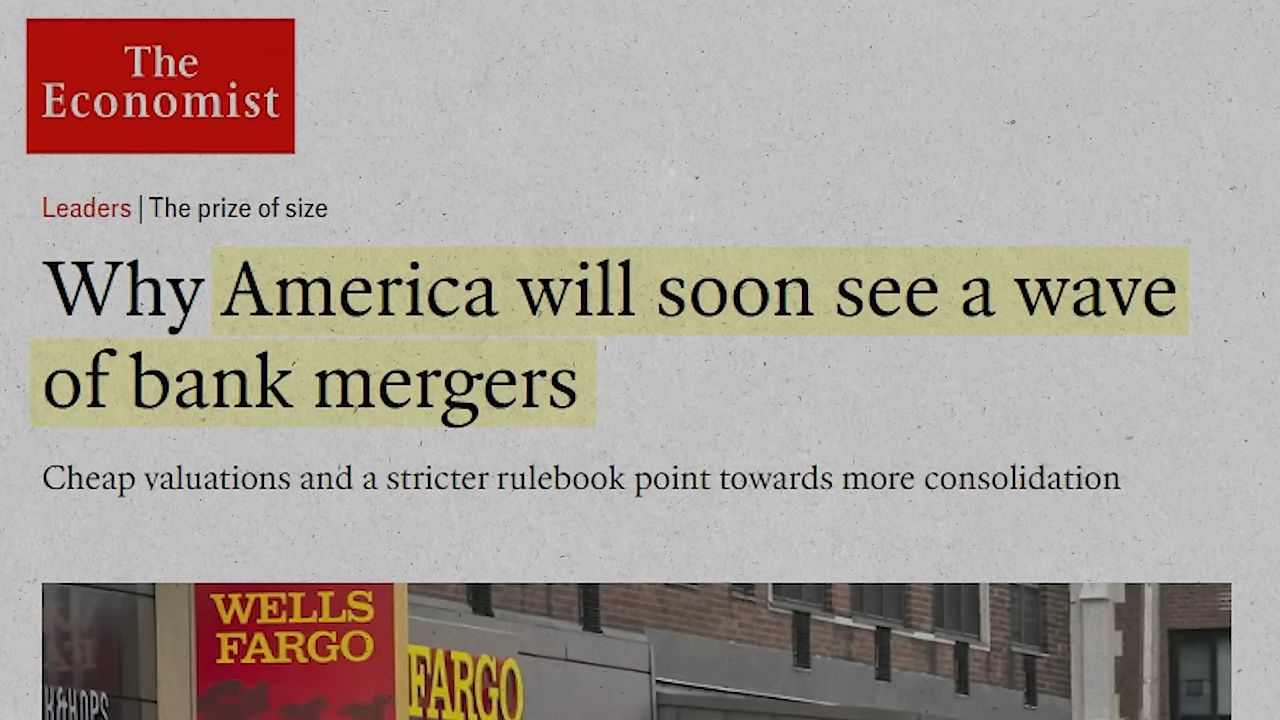 The
Economist
Leaders | The prize of size
Why America will soon see a wave
of bank mergers
Cheap valuations and a stricter rulebook point towards more consolidation
WELLS
FARGO
FARGO